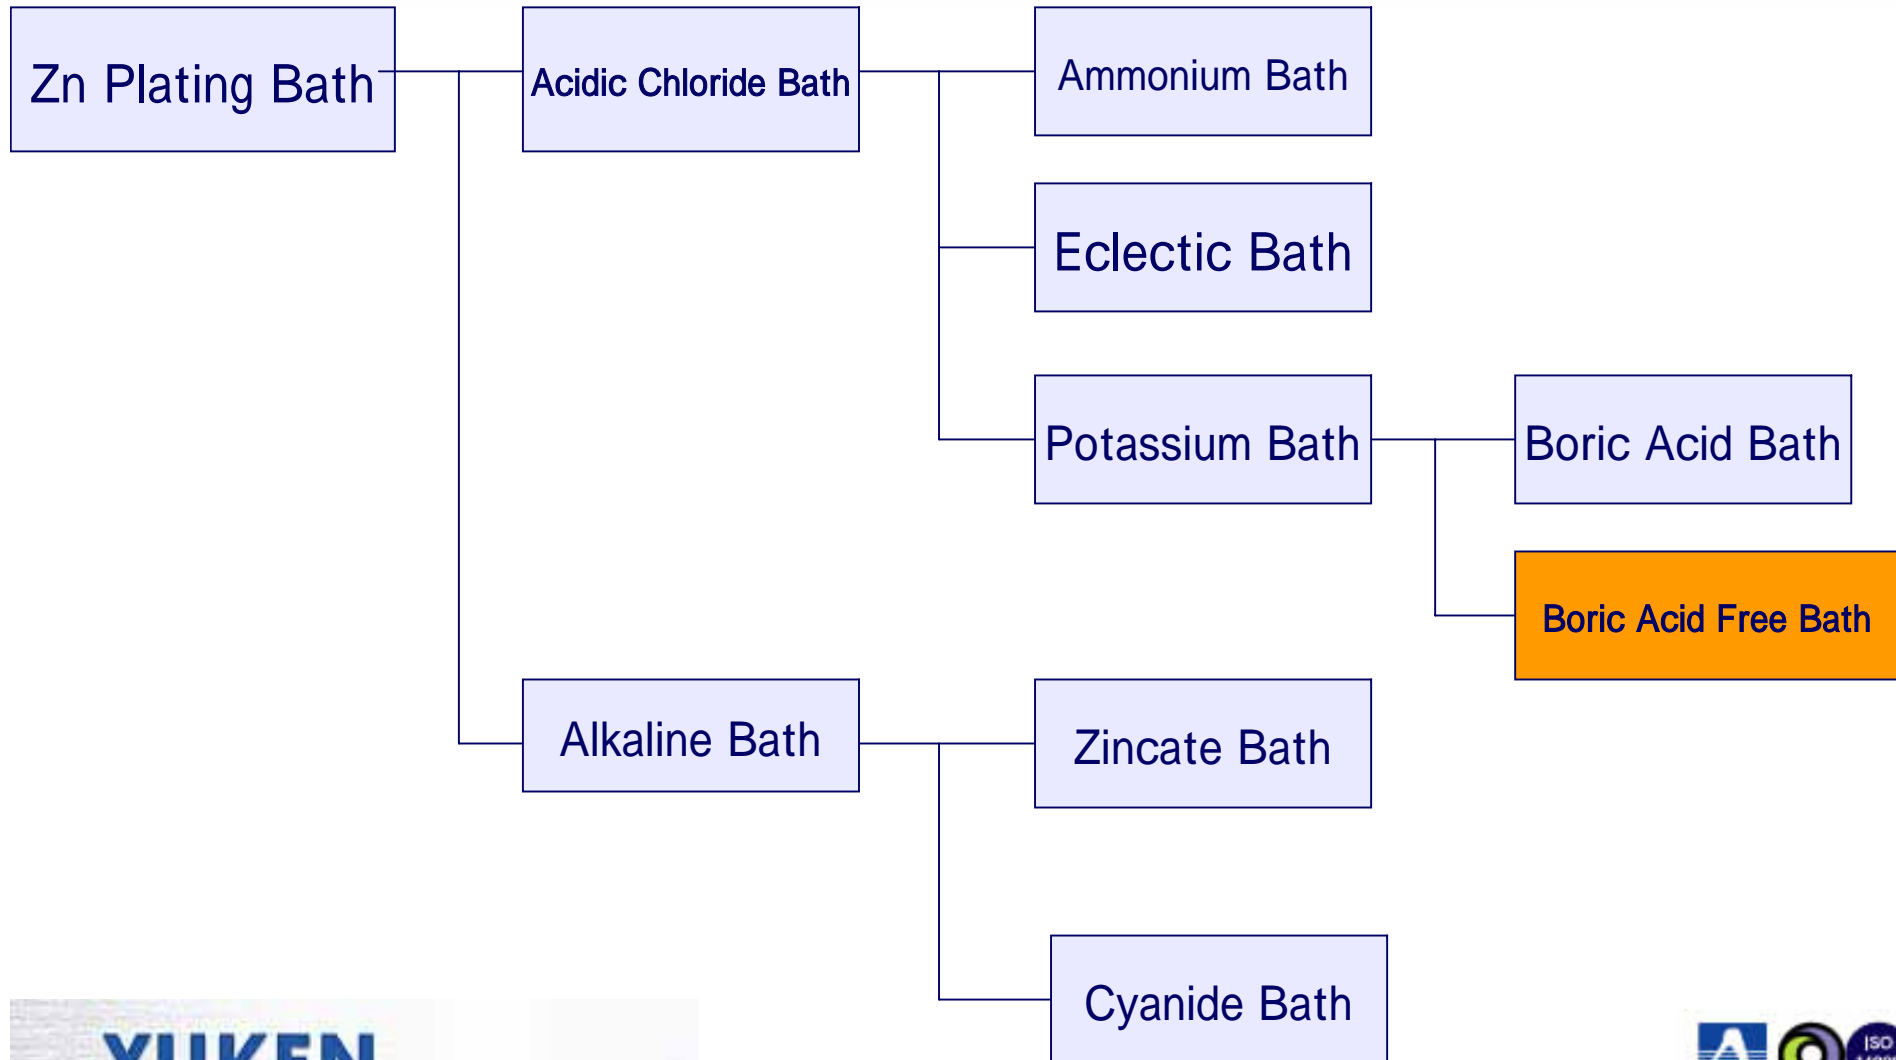 Zn Plating Bath
Acidic Chloride Bath
Ammonium Bath
Eclectic Bath
Potassium Bath
Boric Acid Bath
Boric Acid Free Bath
Alkaline Bath
Zincate Bath
Cyanide Bath
YUKEN
ISO